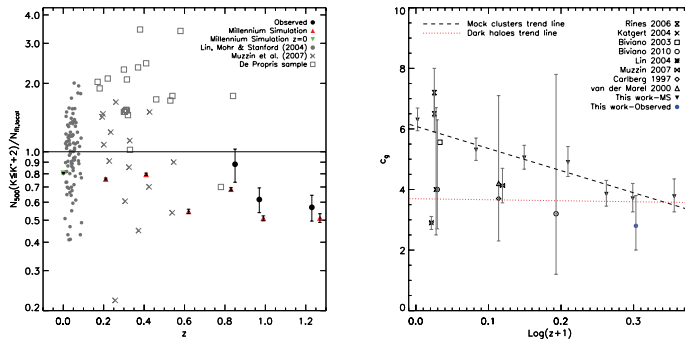 4.0
3.0
2.0
1.0
0.9
0.8
0.7
0.6
0.5
0.4
0.3
0.2
N500(K≤K*+2)/Nfit,local
Observed
Millennium Simulation
Millennium Simulation z=0
Lin, Mohr & Stanford (2004)
Muzzin et al. (2007)
De Propris sample
0.0 0.2 0.4 0.6 0.8 1.0 1.2
z
10
8
6
4
2
0
cg
Mock clusters trend line
Dark haloes trend line
Rines 2006
Katgert 2004
Biviano 2003
Biviano 2010
Lin 2004
Muzzin 2007
Carlberg 1997
van der Marel 2000
This work-MS
This work-Observed
0.0 0.1 0.2 0.3
Log(z+1)